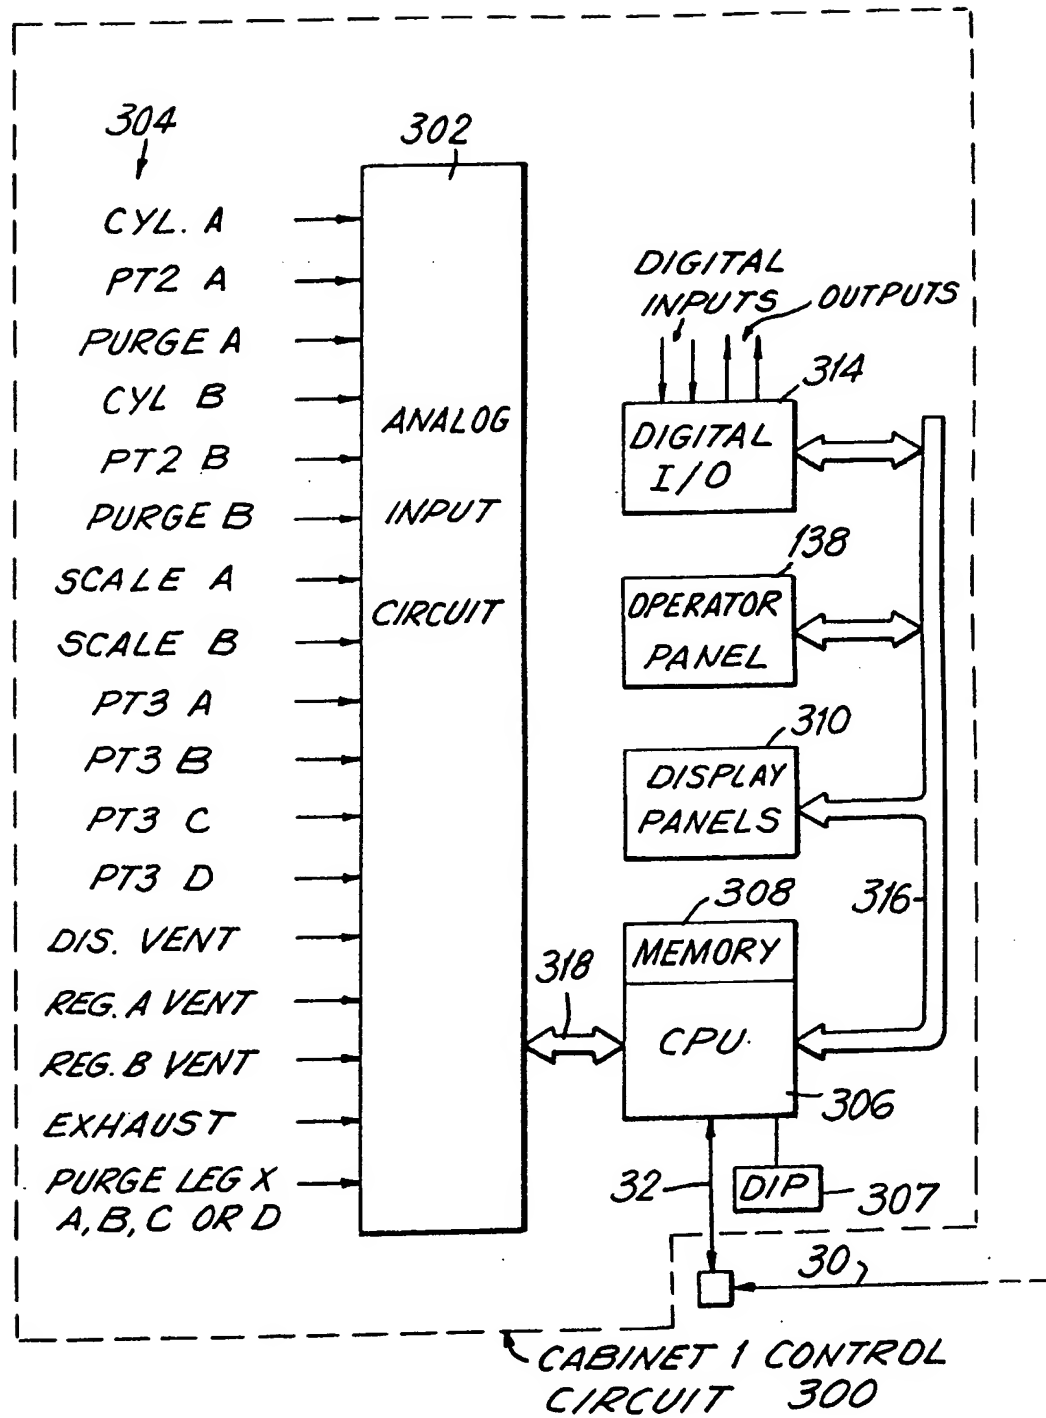 304
302
CYL. A
PT2 A
PURGE A
CYL B
PT2 B
PURGE B
SCALE A
SCALE B
PT3 A
PT3 B
PT3 C
PT3 D
DIS. VENT
REG. A VENT
REG. B VENT
EXHAUST
PURGE LEG X
A, B, C OR D
ANALOG
INPUT
CIRCUIT
DIGITAL
INPUTS
OUTPUTS
314
DIGITAL
I/O
138
OPERATOR
PANEL
310
DISPLAY
PANELS
316
308
MEMORY
318
CPU
306
32
DIP
307
30
CABINET 1 CONTROL
CIRCUIT 300